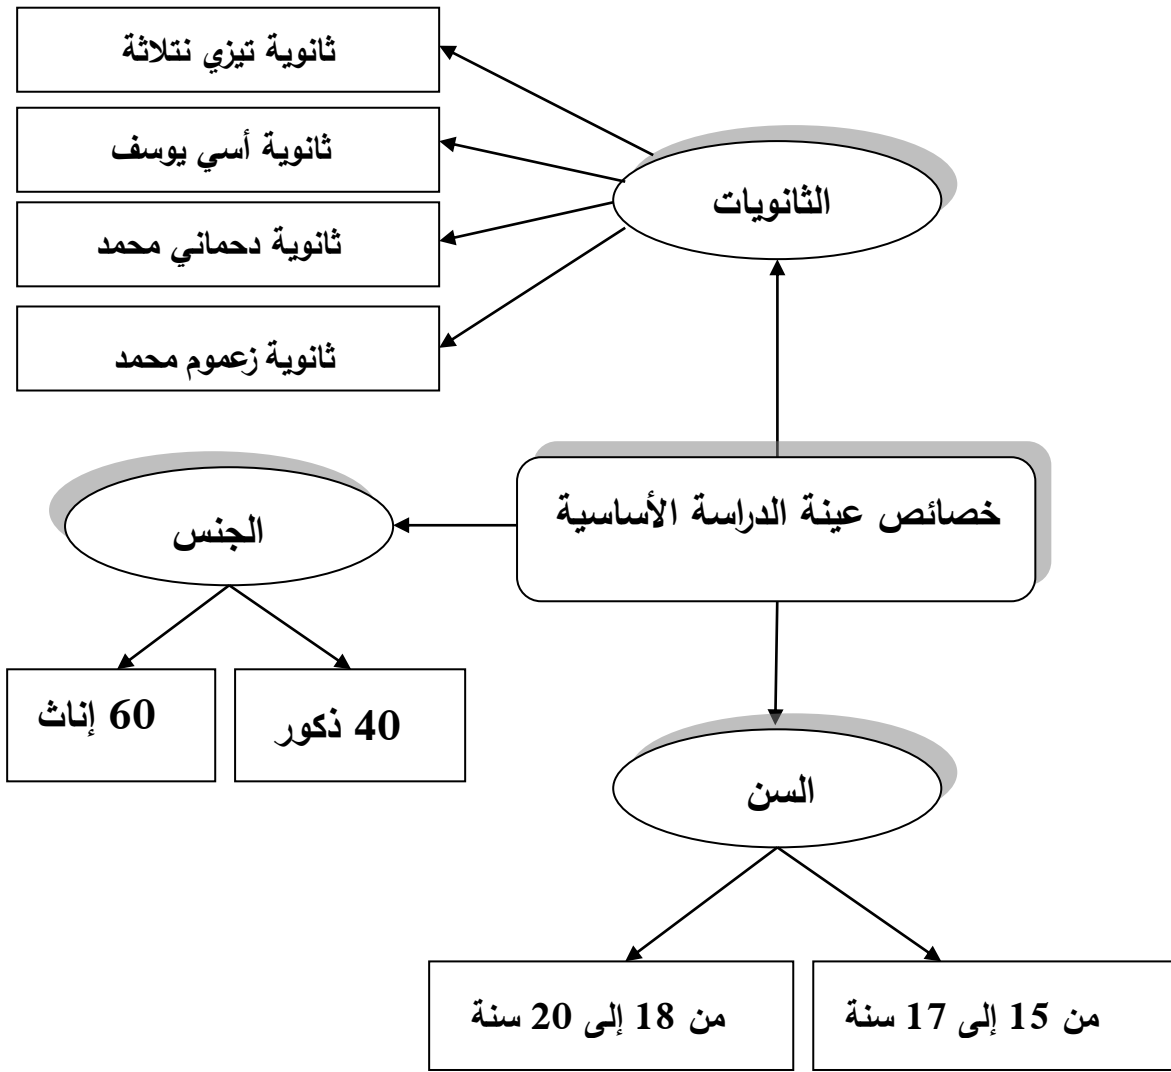 ثانوية تيزي نتلاثة
ثانوية أسي يوسف
الثانويات
ثانوية دحماني محمد
ثانوية زعموم محمد
خصائص عينة الدراسة الأساسية
الجنس
40 ذكور
60 إناث
السن
من 15 إلى 17 سنة
من 18 إلى 20 سنة